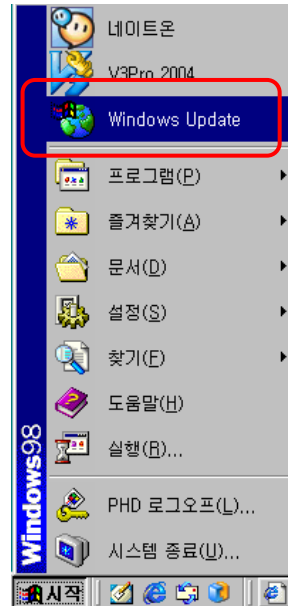 네이트온
V3Pro 2004
Windows Update
프로그램(P)
즐겨찾기(A)
문서(D)
설정(S)
찾기(F)
도움말(H)
실행(R)...
PHD 로그오프(L)...
시스템 종료(U)...
Windows98
시작